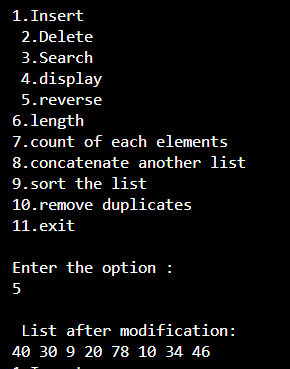 1.Insert
2.Delete
3.Search
4.display
5.reverse
6.length
7.count of each elements
8.concatenate another list
9.sort the list
10.remove duplicates
11.exit
Enter the option :
5
List after modification:
40 30 9 20 78 10 34 46